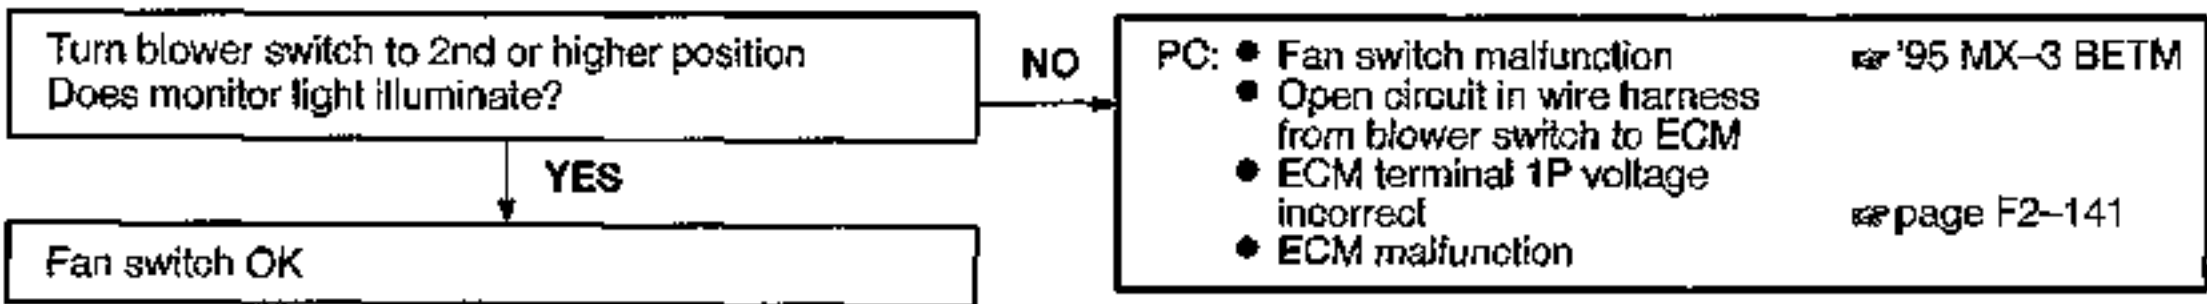 Turn blower switch to 2nd or higher position
Does monitor light illuminate?
NO
PC: ● Fan switch malfunction ☞ '95 MX–3 BETM
● Open circuit in wire harness
from blower switch to ECM
● ECM terminal 1P voltage
incorrect ☞ page F2–141
● ECM malfunction
YES
Fan switch OK